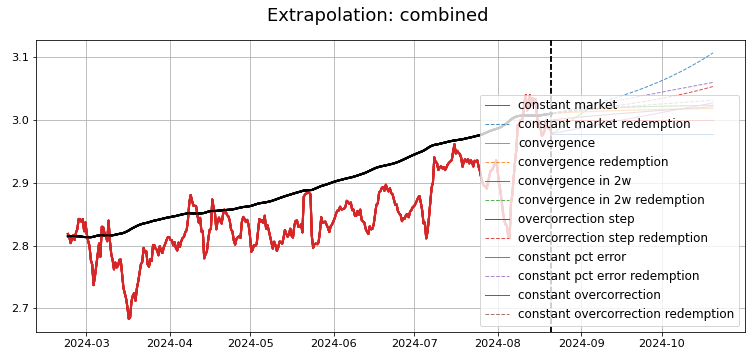 Extrapolation: combined
3.1
3.0
2.9
2.8
2.7
constant market
constant market redemption
convergence
convergence redemption
convergence in 2w
convergence in 2w redemption
overcorrection step
overcorrection step redemption
constant pct error
constant pct error redemption
constant overcorrection
constant overcorrection redemption
2024-03 2024-04 2024-05 2024-06 2024-07 2024-08 2024-09 2024-10